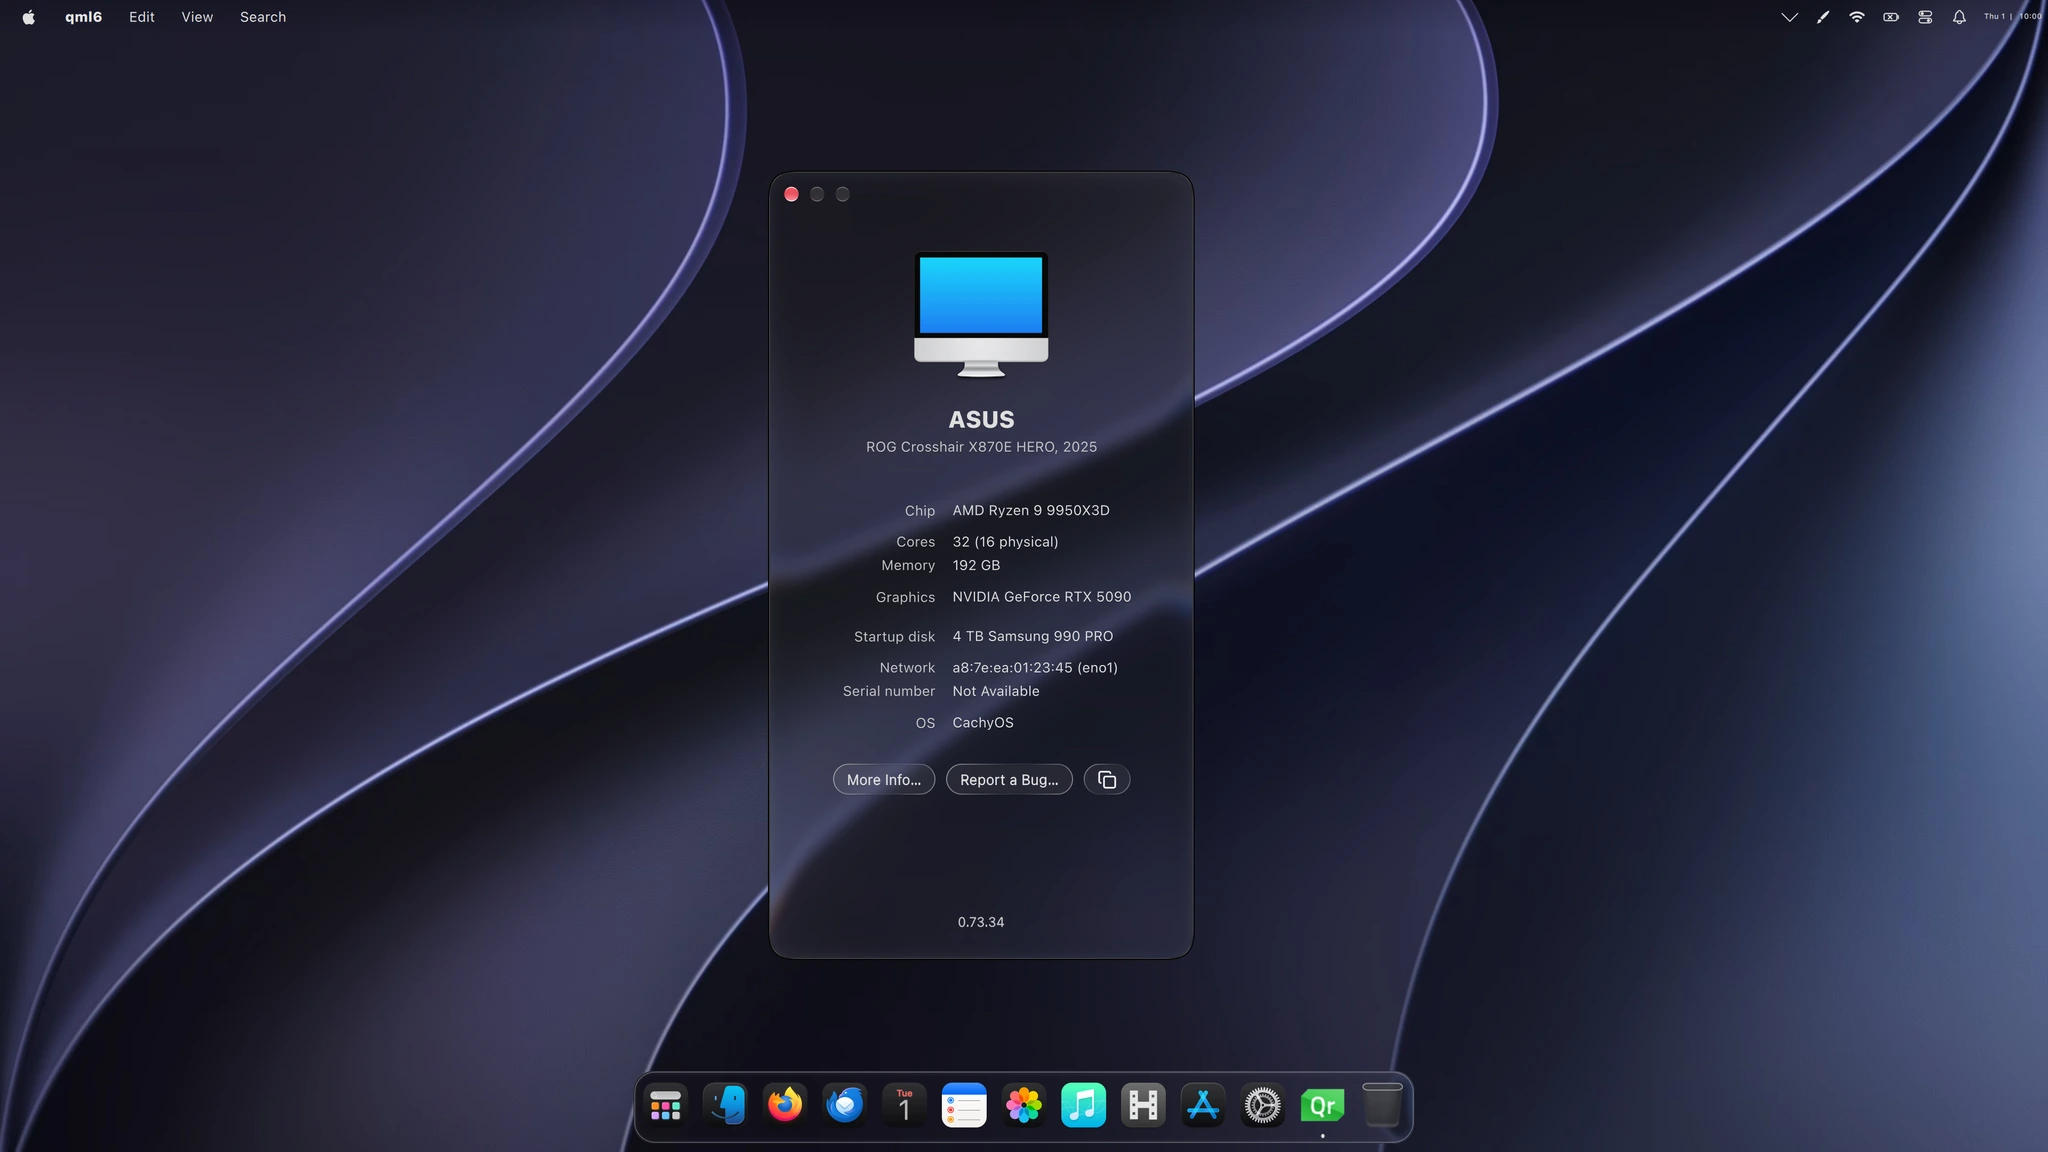 qml6 Edit View Search
Thu 1 | 10:00
ASUS
ROG Crosshair X870E HERO, 2025
Chip AMD Ryzen 9 9950X3D
Cores 32 (16 physical)
Memory 192 GB
Graphics NVIDIA GeForce RTX 5090
Startup disk 4 TB Samsung 990 PRO
Network a8:7e:ea:01:23:45 (eno1)
Serial number Not Available
OS CachyOS
More Info... Report a Bug...
0.73.34
Tue
1
Qr